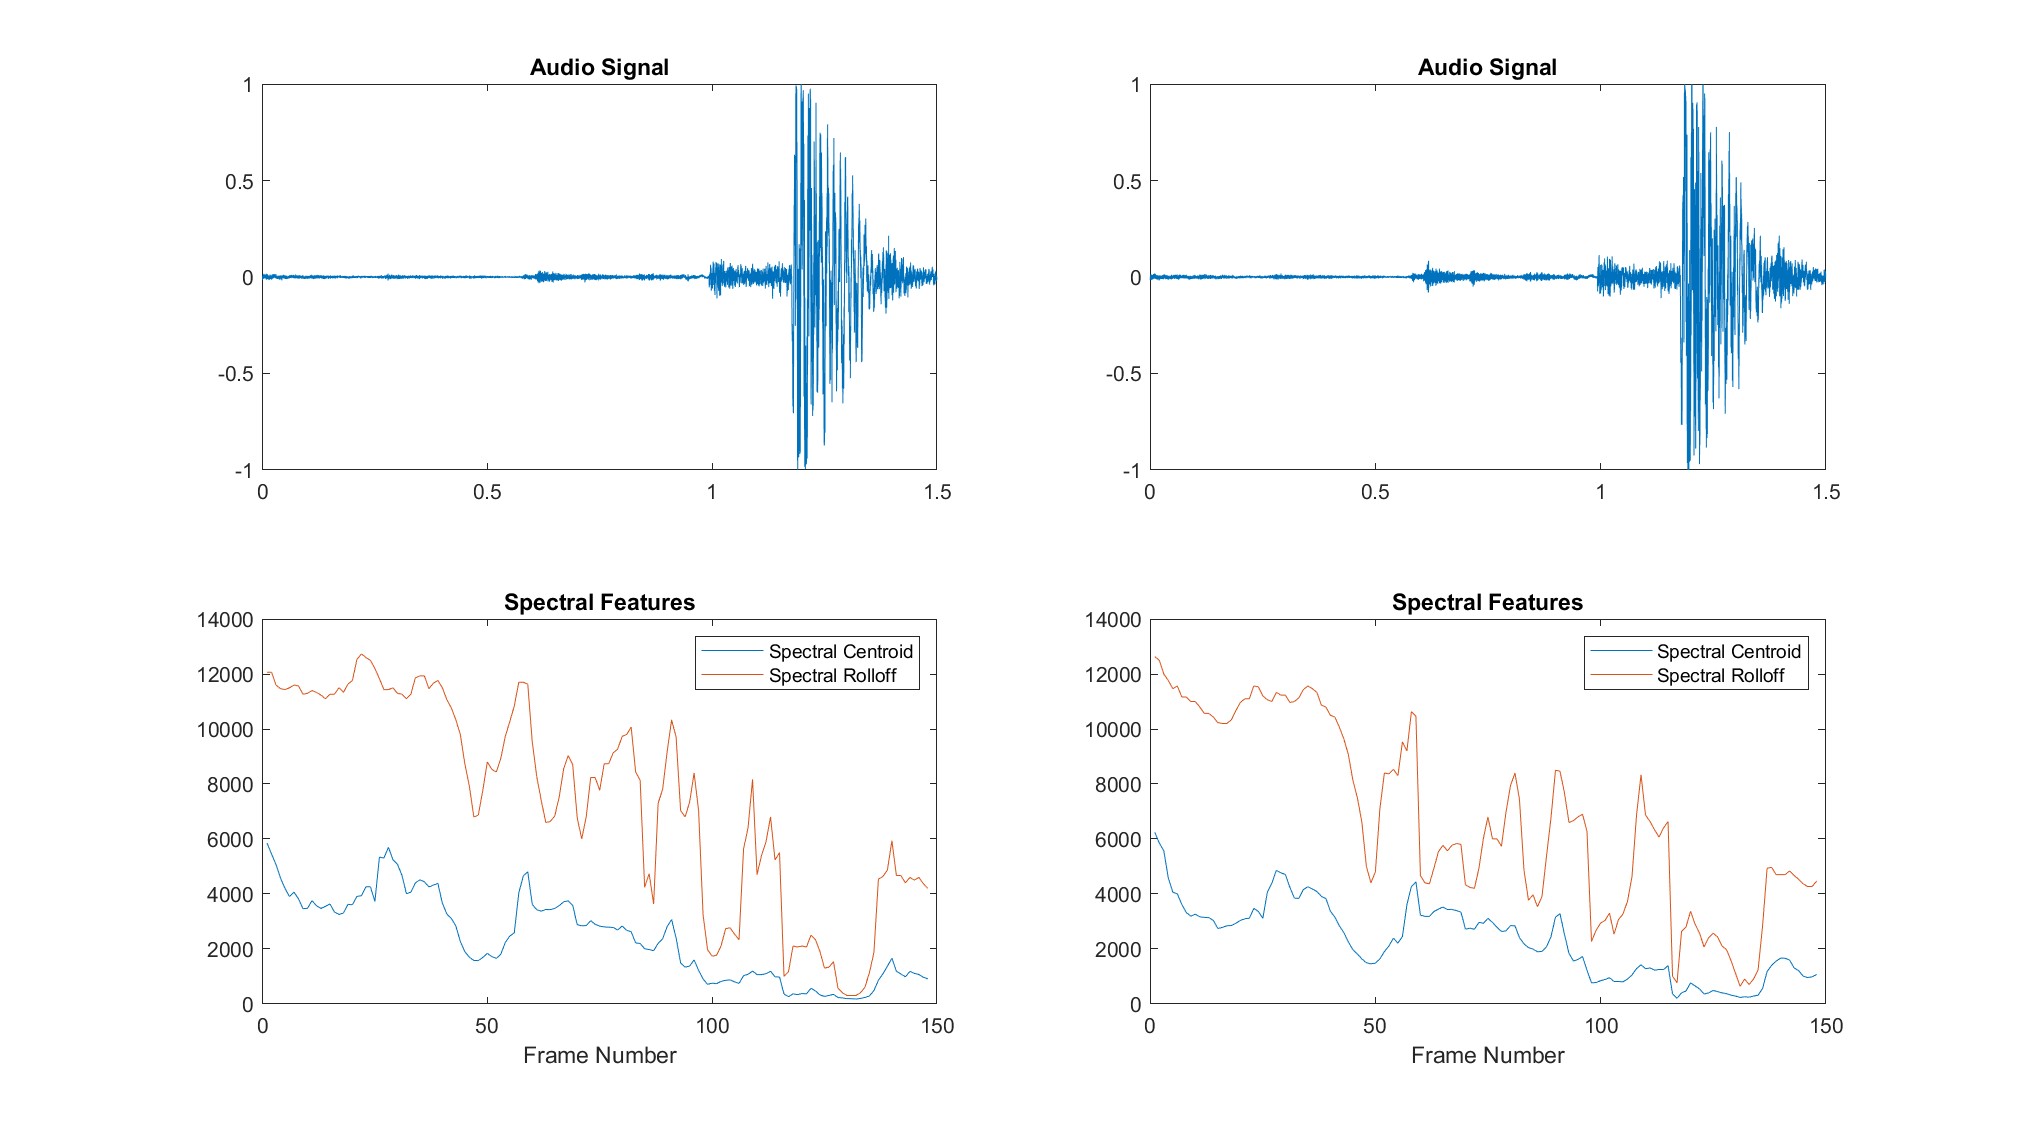 Audio Signal
1
0.5
0
-0.5
-1
0 0.5 1 1.5
Audio Signal
1
0.5
0
-0.5
-1
0 0.5 1 1.5
Spectral Features
14000
12000
10000
8000
6000
4000
2000
0
Spectral Centroid
Spectral Rolloff
0 50 100 150
Frame Number
Spectral Features
14000
12000
10000
8000
6000
4000
2000
0
Spectral Centroid
Spectral Rolloff
0 50 100 150
Frame Number